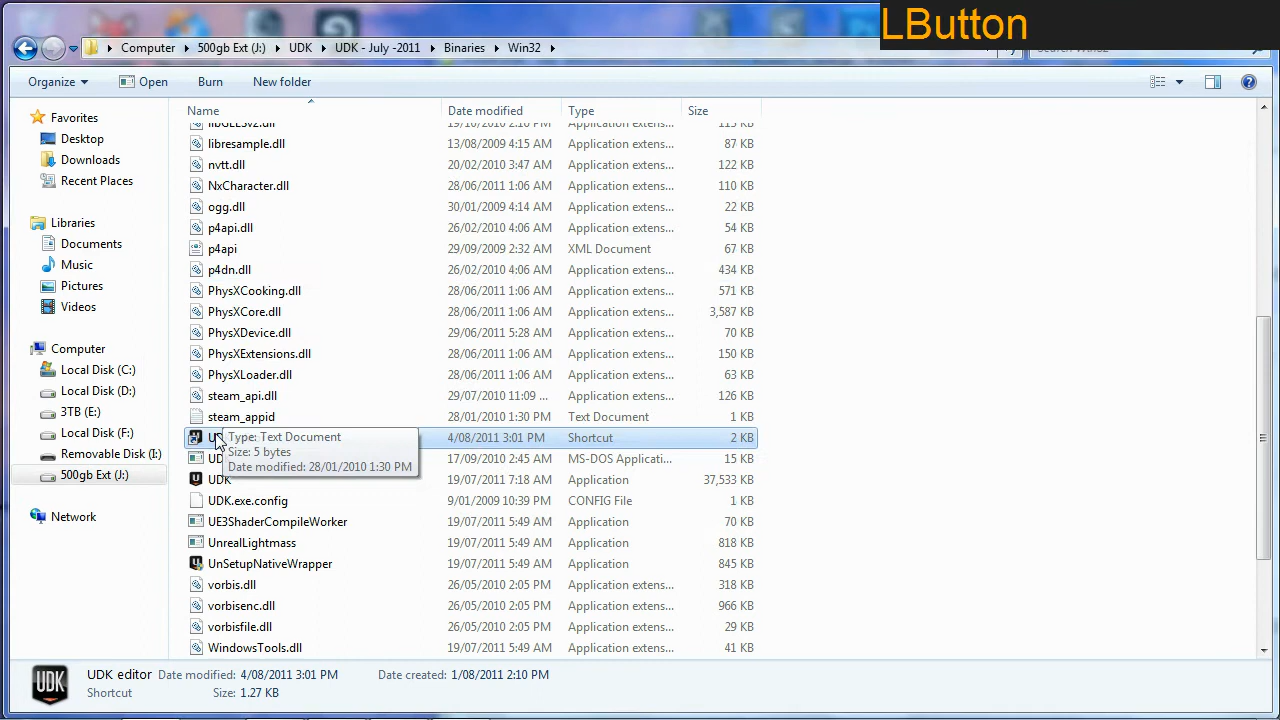 LButton
Computer
500gb Ext (J:)
UDK
UDK - July -2011
Binaries
Win32
Organize
Open
Burn
New folder
Name
Date modified
Type
Size
Favorites
Desktop
Downloads
Recent Places
Libraries
Documents
Music
Pictures
Videos
Computer
Local Disk (C:)
Local Disk (D:)
3TB (E:)
Local Disk (F:)
Removable Disk (I:)
500gb Ext (J:)
Network
libGLESv2.dll 19/10/2010 2:10 PM Application extens... 115 KB
libresample.dll 13/08/2009 4:15 AM Application extens... 87 KB
nvtt.dll 20/02/2010 3:47 AM Application extens... 122 KB
NxCharacter.dll 28/06/2011 1:06 AM Application extens... 110 KB
ogg.dll 30/01/2009 4:14 AM Application extens... 22 KB
p4api.dll 26/02/2010 4:06 AM Application extens... 54 KB
p4api 29/09/2009 2:32 AM XML Document 67 KB
p4dn.dll 26/02/2010 4:06 AM Application extens... 434 KB
PhysXCooking.dll 28/06/2011 1:06 AM Application extens... 571 KB
PhysXCore.dll 28/06/2011 1:06 AM Application extens... 3,587 KB
PhysXDevice.dll 29/06/2011 5:28 AM Application extens... 70 KB
PhysXExtensions.dll 28/06/2011 1:06 AM Application extens... 150 KB
PhysXLoader.dll 28/06/2011 1:06 AM Application extens... 63 KB
steam_api.dll 29/07/2010 11:09 ... Application extens... 126 KB
steam_appid 28/01/2010 1:30 PM Text Document 1 KB
4/08/2011 3:01 PM Shortcut 2 KB
Type: Text Document
Size: 5 bytes
Date modified: 28/01/2010 1:30 PM
17/09/2010 2:45 AM MS-DOS Applicati... 15 KB
UDK 19/07/2011 7:18 AM Application 37,533 KB
UDK.exe.config 9/01/2009 10:39 PM CONFIG File 1 KB
UE3ShaderCompileWorker 19/07/2011 5:49 AM Application 70 KB
UnrealLightmass 19/07/2011 5:49 AM Application 818 KB
UnSetupNativeWrapper 19/07/2011 5:49 AM Application 845 KB
vorbis.dll 26/05/2010 2:05 PM Application extens... 318 KB
vorbisenc.dll 26/05/2010 2:05 PM Application extens... 966 KB
vorbisfile.dll 26/05/2010 2:05 PM Application extens... 29 KB
WindowsTools.dll 19/07/2011 5:49 AM Application extens... 41 KB
UDK
UDK editor Date modified: 4/08/2011 3:01 PM Date created: 1/08/2011 2:10 PM
Shortcut Size: 1.27 KB